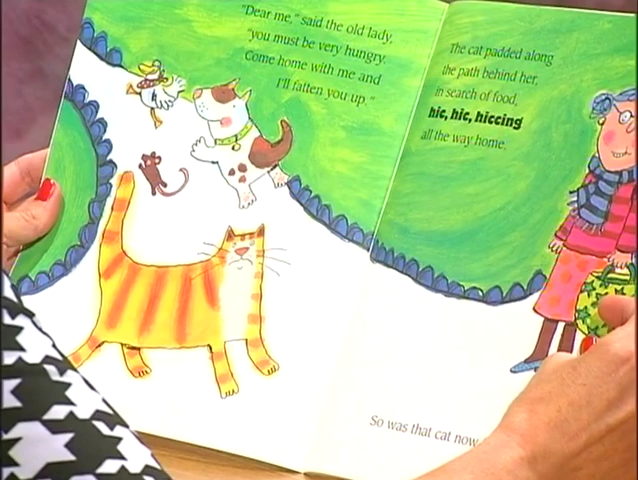 "Dear me," said the old lady,
"you must be very hungry.
Come home with me and
I'll fatten you up."
The cat padded along
the path behind her,
in search of food,
hic, hic, hiccing
all the way home.
So was that cat now